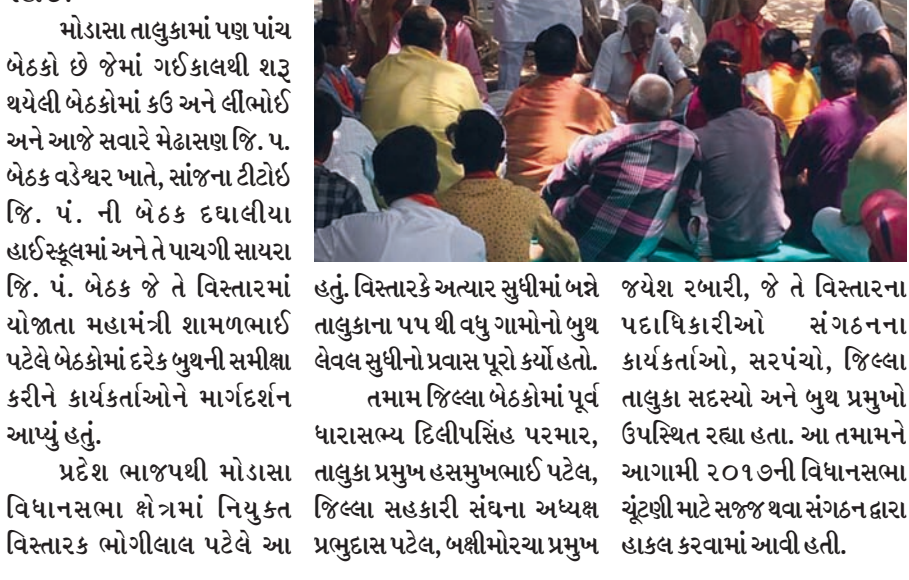 મોડાસા તાલુકામાં પણ પાંચ
બેઠકો છે જેમાં ગઈકાલથી શરૂ
થયેલી બેઠકોમાં કઉ અને લીંભોઈ
અને આજે સવારે મેઢાસણ જિ. પ.
બેઠક વડેશ્વર ખાતે, સાંજના ટીટોઇ
જિ. પં. ની બેઠક દધાલીયા
હાઈસ્કૂલમાં અને તે પાચગી સાયરા
જિ. પં. બેઠક જે તે વિસ્તારમાં
યોજાતા મહામંત્રી શામળભાઈ
પટેલે બેઠકોમાં દરેક બુથની સમીક્ષા
કરીને કાર્યકર્તાઓને માર્ગદર્શન
આપ્યું હતું.
પ્રદેશ ભાજપથી મોડાસા
વિધાનસભા ક્ષેત્રમાં નિયુક્ત
વિસ્તારક ભોગીલાલ પટેલે આ
હતું. વિસ્તારકે અત્યાર સુધીમાં બન્ને
તાલુકાના ૫૫ થી વધુ ગામોનો બુથ
લેવલ સુધીનો પ્રવાસ પૂરો કર્યો હતો.
તમામ જિલ્લા બેઠકોમાં પૂર્વ
ધારાસભ્ય દિલીપસિંહ પરમાર,
તાલુકા પ્રમુખ હસમુખભાઈ પટેલ,
જિલ્લા સહકારી સંઘના અધ્યક્ષ
પ્રભુદાસ પટેલ, બક્ષીમોરચા પ્રમુખ
જયેશ રબારી, જે તે વિસ્તારના
પદાધિકારીઓ સંગઠનના
કાર્યકર્તાઓ, સરપંચો, જિલ્લા
તાલુકા સદસ્યો અને બુથ પ્રમુખો
ઉપસ્થિત રહ્યા હતા. આ તમામને
આગામી ૨૦૧૭ની વિધાનસભા
ચૂંટણી માટે સજ્જ થવા સંગઠન દ્વારા
હાકલ કરવામાં આવી હતી.